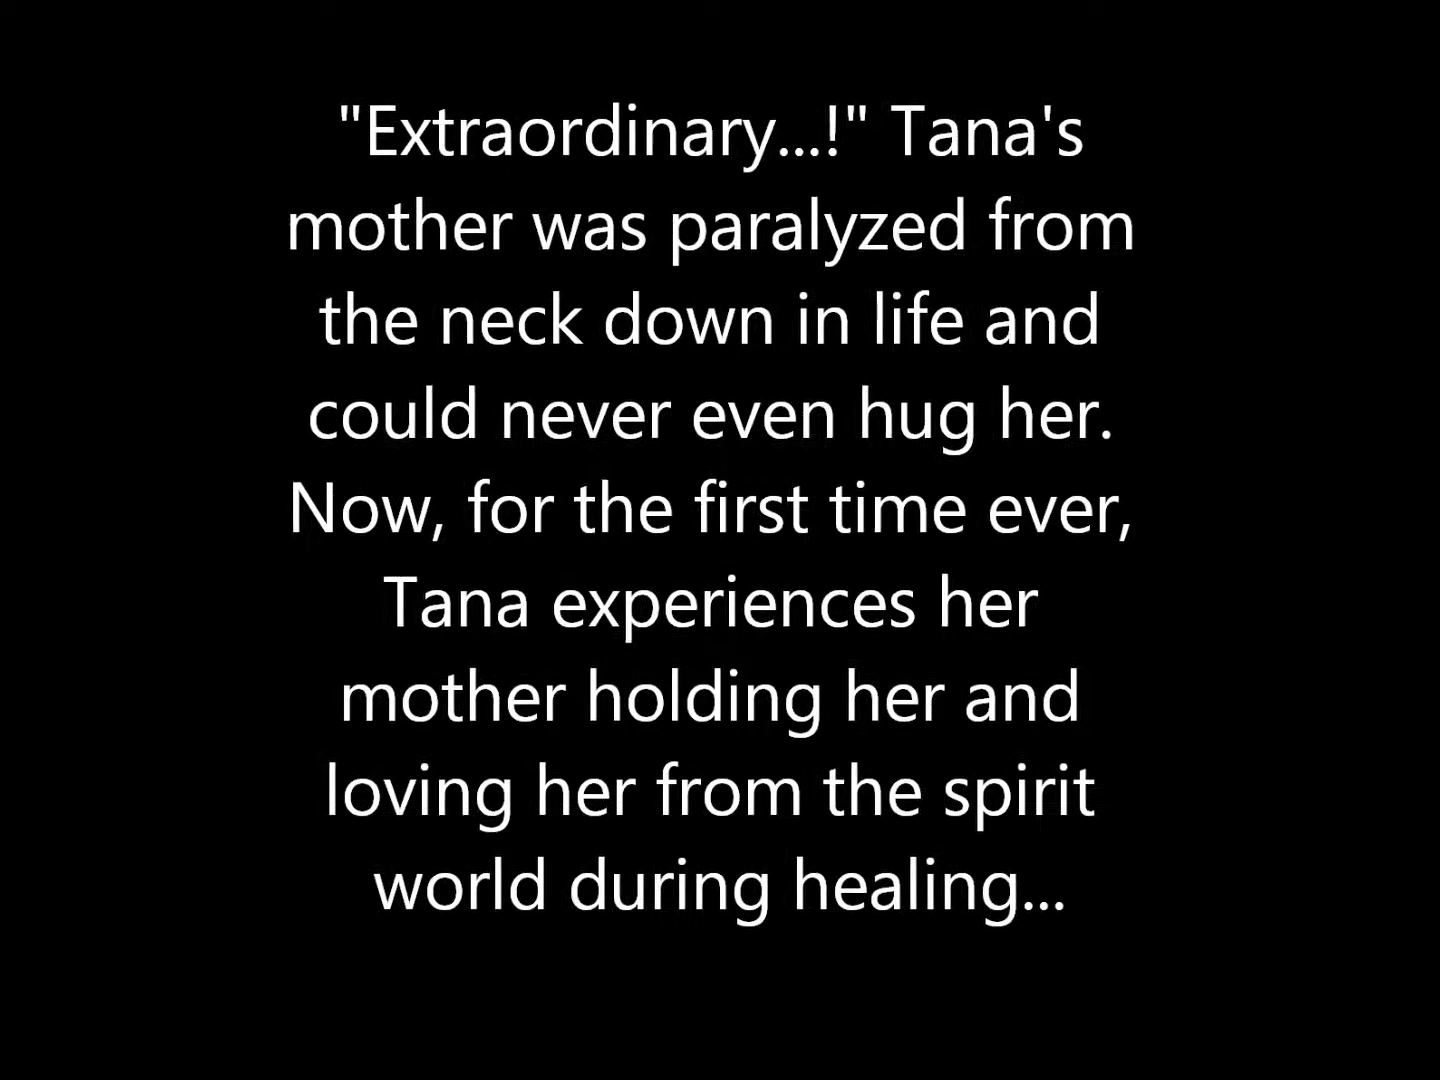 "Extraordinary...!" Tana's
mother was paralyzed from
the neck down in life and
could never even hug her.
Now, for the first time ever,
Tana experiences her
mother holding her and
loving her from the spirit
world during healing...